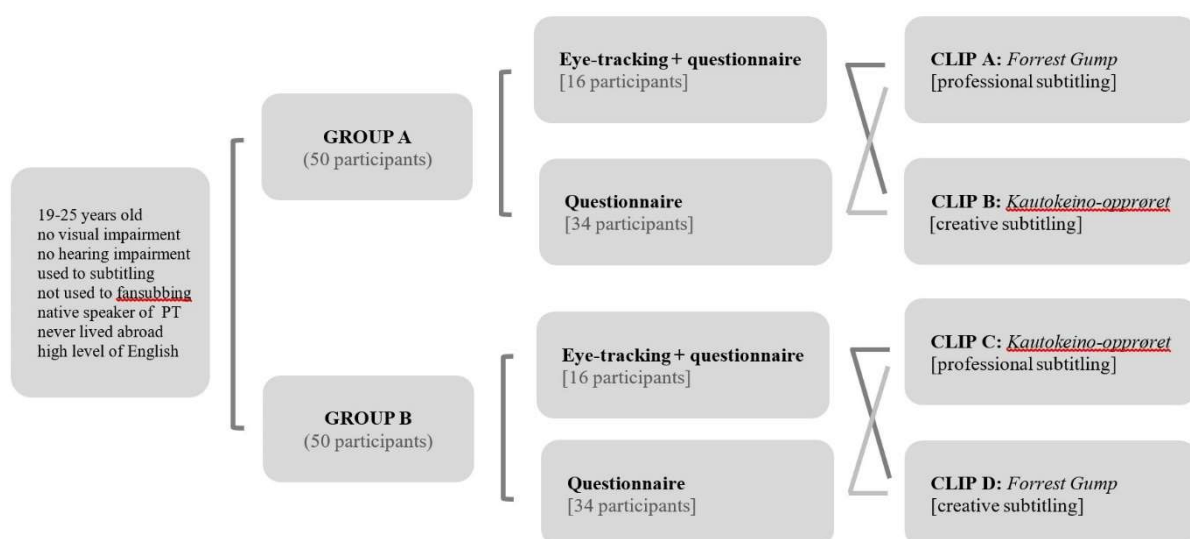 19-25 years old
no visual impairment
no hearing impairment
used to subtitling
not used to fansubbing
native speaker of PT
never lived abroad
high level of English
GROUP A
(50 participants)
Eye-tracking + questionnaire
[16 participants]
Questionnaire
[34 participants]
CLIP A: Forrest Gump
[professional subtitling]
CLIP B: Kautokeino-opprøret
[creative subtitling]
GROUP B
(50 participants)
Eye-tracking + questionnaire
[16 participants]
Questionnaire
[34 participants]
CLIP C: Kautokeino-opprøret
[professional subtitling]
CLIP D: Forrest Gump
[creative subtitling]